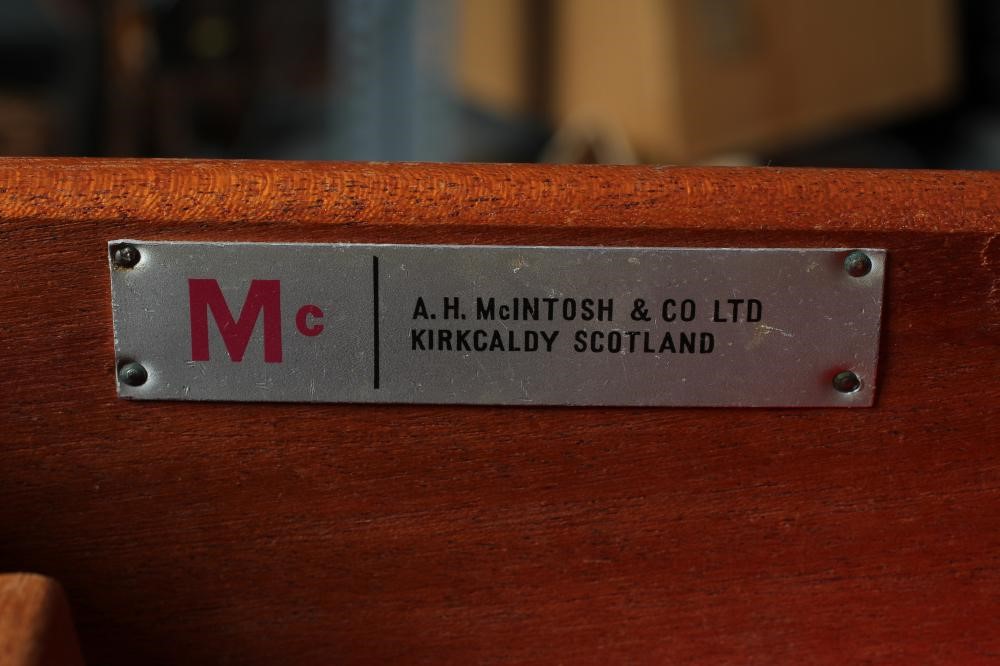 Mc
A. H. McINTOSH & CO LTD
KIRKCALDY SCOTLAND